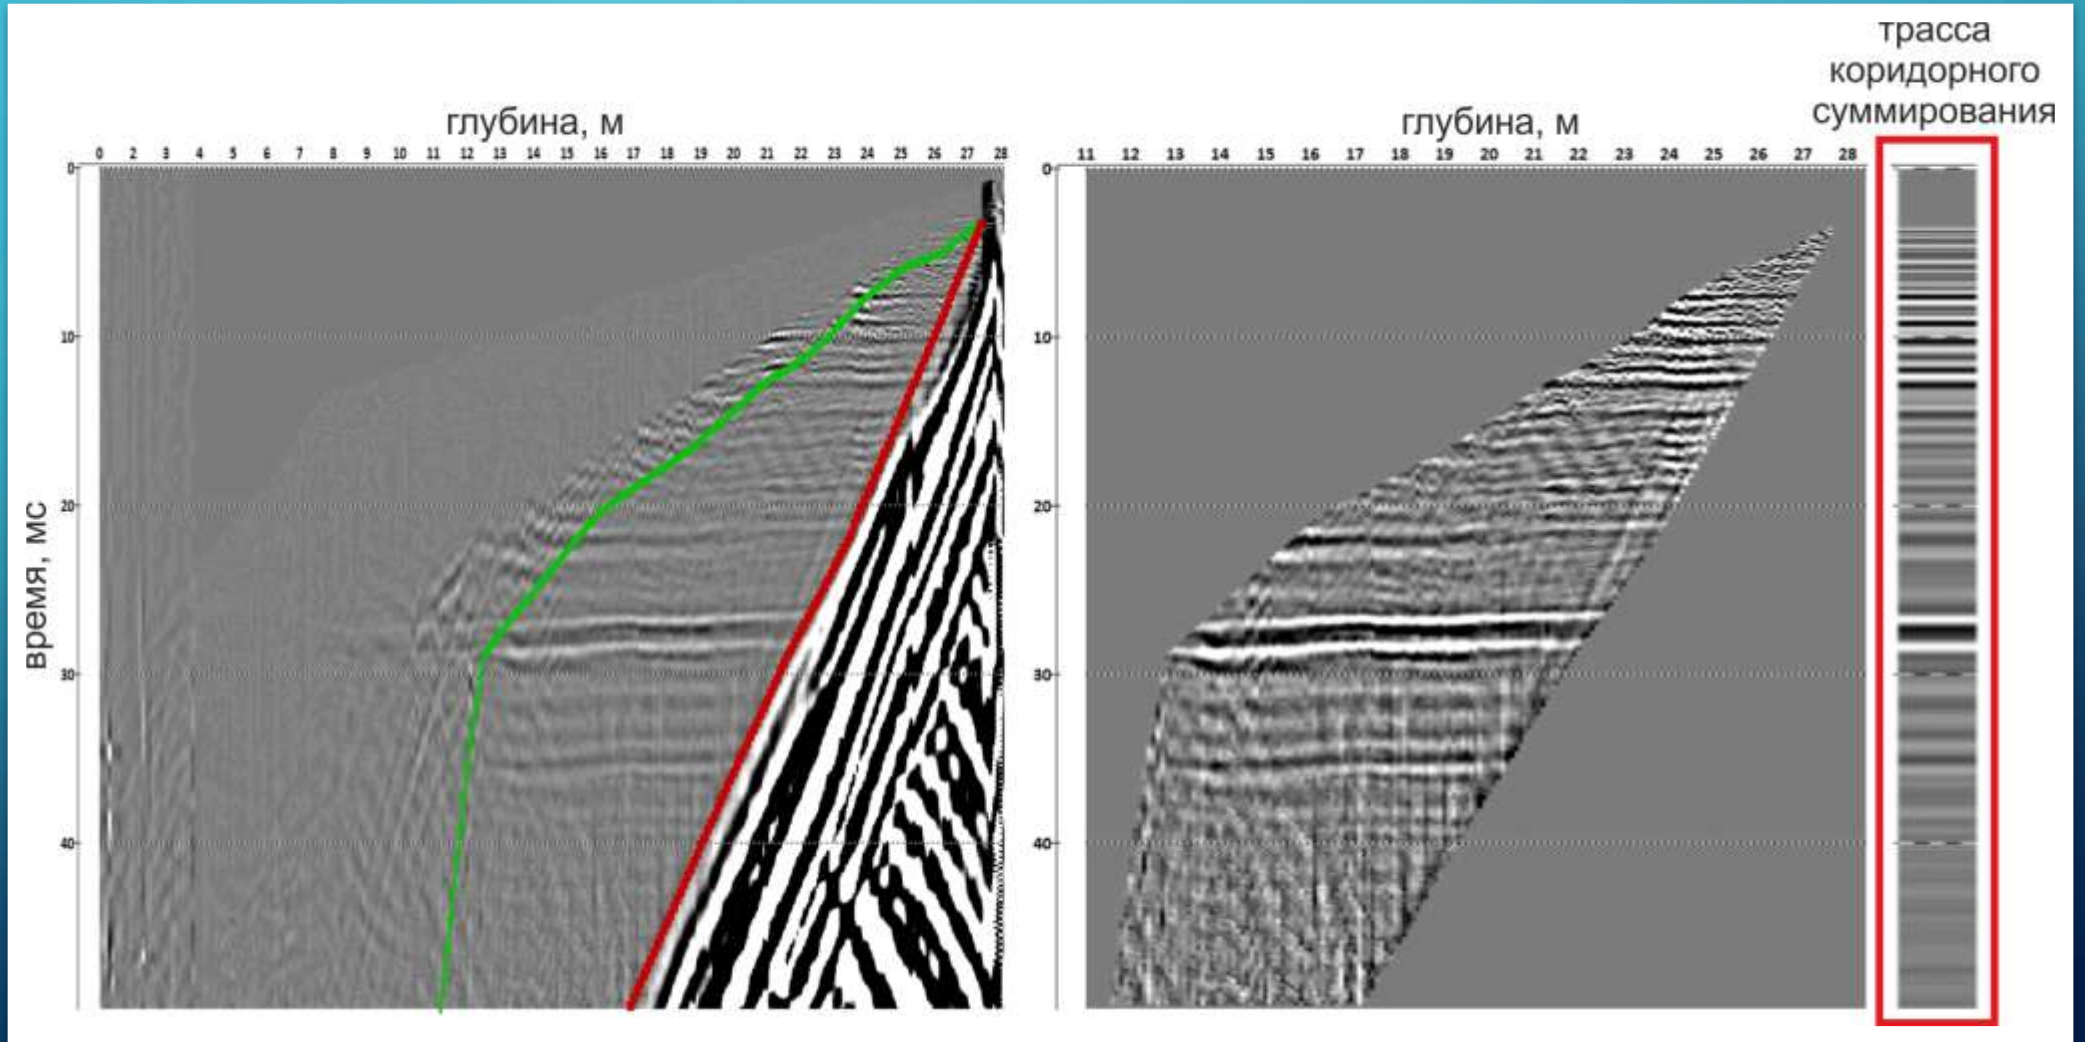 трасса
коридорного
суммирования
глубина, м
0 1 2 3 4 5 6 7 8 9 10 11 12 13 14 15 16 17 18 19 20 21 22 23 24 25 26 27 28
0
10
20
30
40
время, мс
глубина, м
11 12 13 14 15 16 17 18 19 20 21 22 23 24 25 26 27 28
0
10
20
30
40